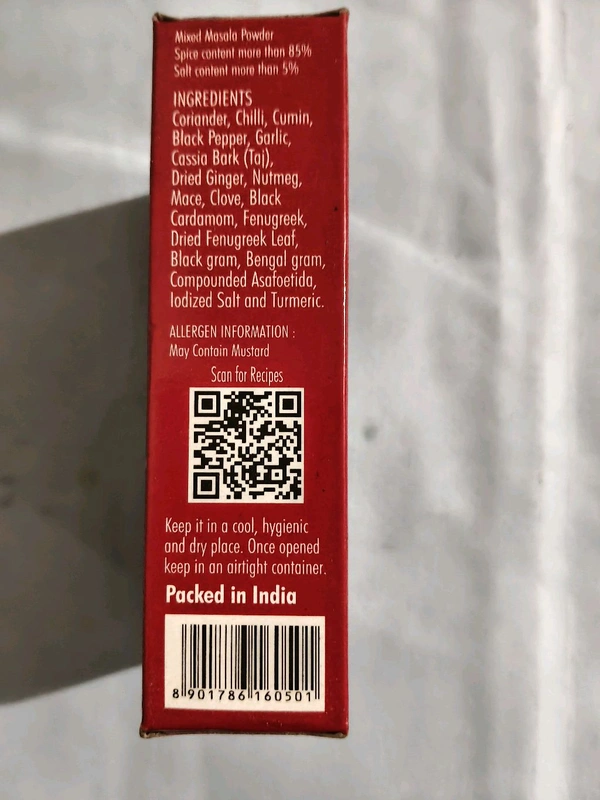 Mixed Masala Powder
Spice content more than 85%
Salt content more than 5%
INGREDIENTS
Coriander, Chilli, Cumin,
Black Pepper, Garlic,
Cassia Bark (Taj),
Dried Ginger, Nutmeg,
Mace, Clove, Black
Cardamom, Fenugreek,
Dried Fenugreek Leaf,
Black gram, Bengal gram,
Compounded Asafoetida,
Iodized Salt and Turmeric.
ALLERGEN INFORMATION :
May Contain Mustard
Scan for Recipes
Keep it in a cool, hygienic
and dry place. Once opened
keep in an airtight container.
Packed in India
8 901786 160501